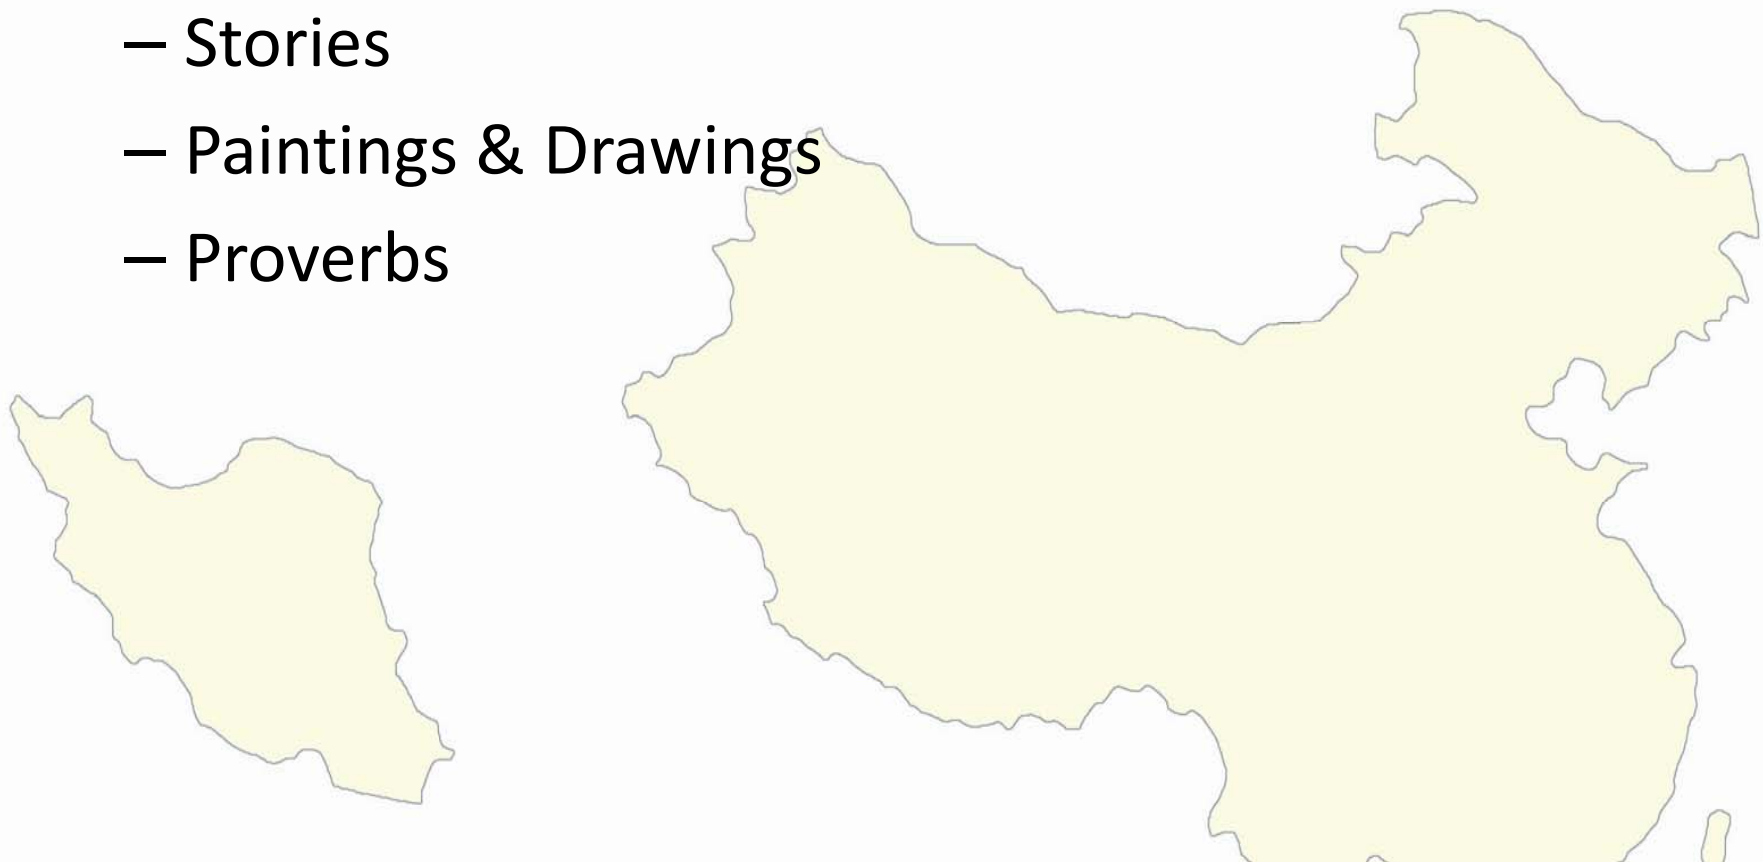 – Stories
– Paintings & Drawings
– Proverbs